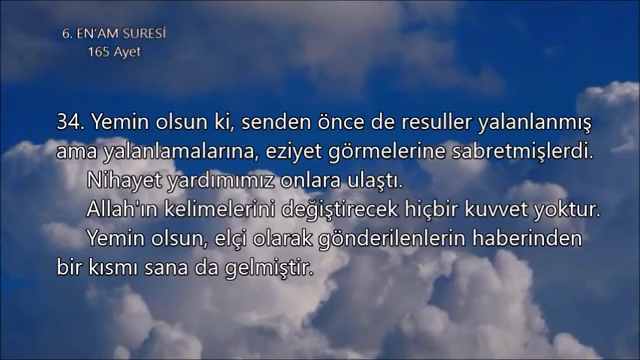 6. EN'AM SURESİ
165 Ayet
34. Yemin olsun ki, senden önce de resuller yalanlanmış
ama yalanlamalarına, eziyet görmelerine sabretmişlerdi.
Nihayet yardımımız onlara ulaştı.
Allah'ın kelimelerini değiştirecek hiçbir kuvvet yoktur.
Yemin olsun, elçi olarak gönderilenlerin haberinden
bir kısmı sana da gelmiştir.